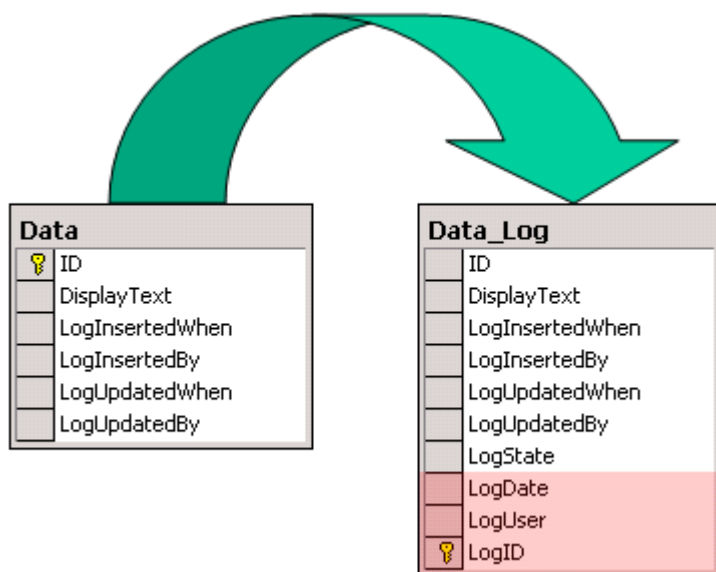 Data
ID
DisplayText
LogInsertedWhen
LogInsertedBy
LogUpdatedWhen
LogUpdatedBy
Data_Log
ID
DisplayText
LogInsertedWhen
LogInsertedBy
LogUpdatedWhen
LogUpdatedBy
LogState
LogDate
LogUser
LogID